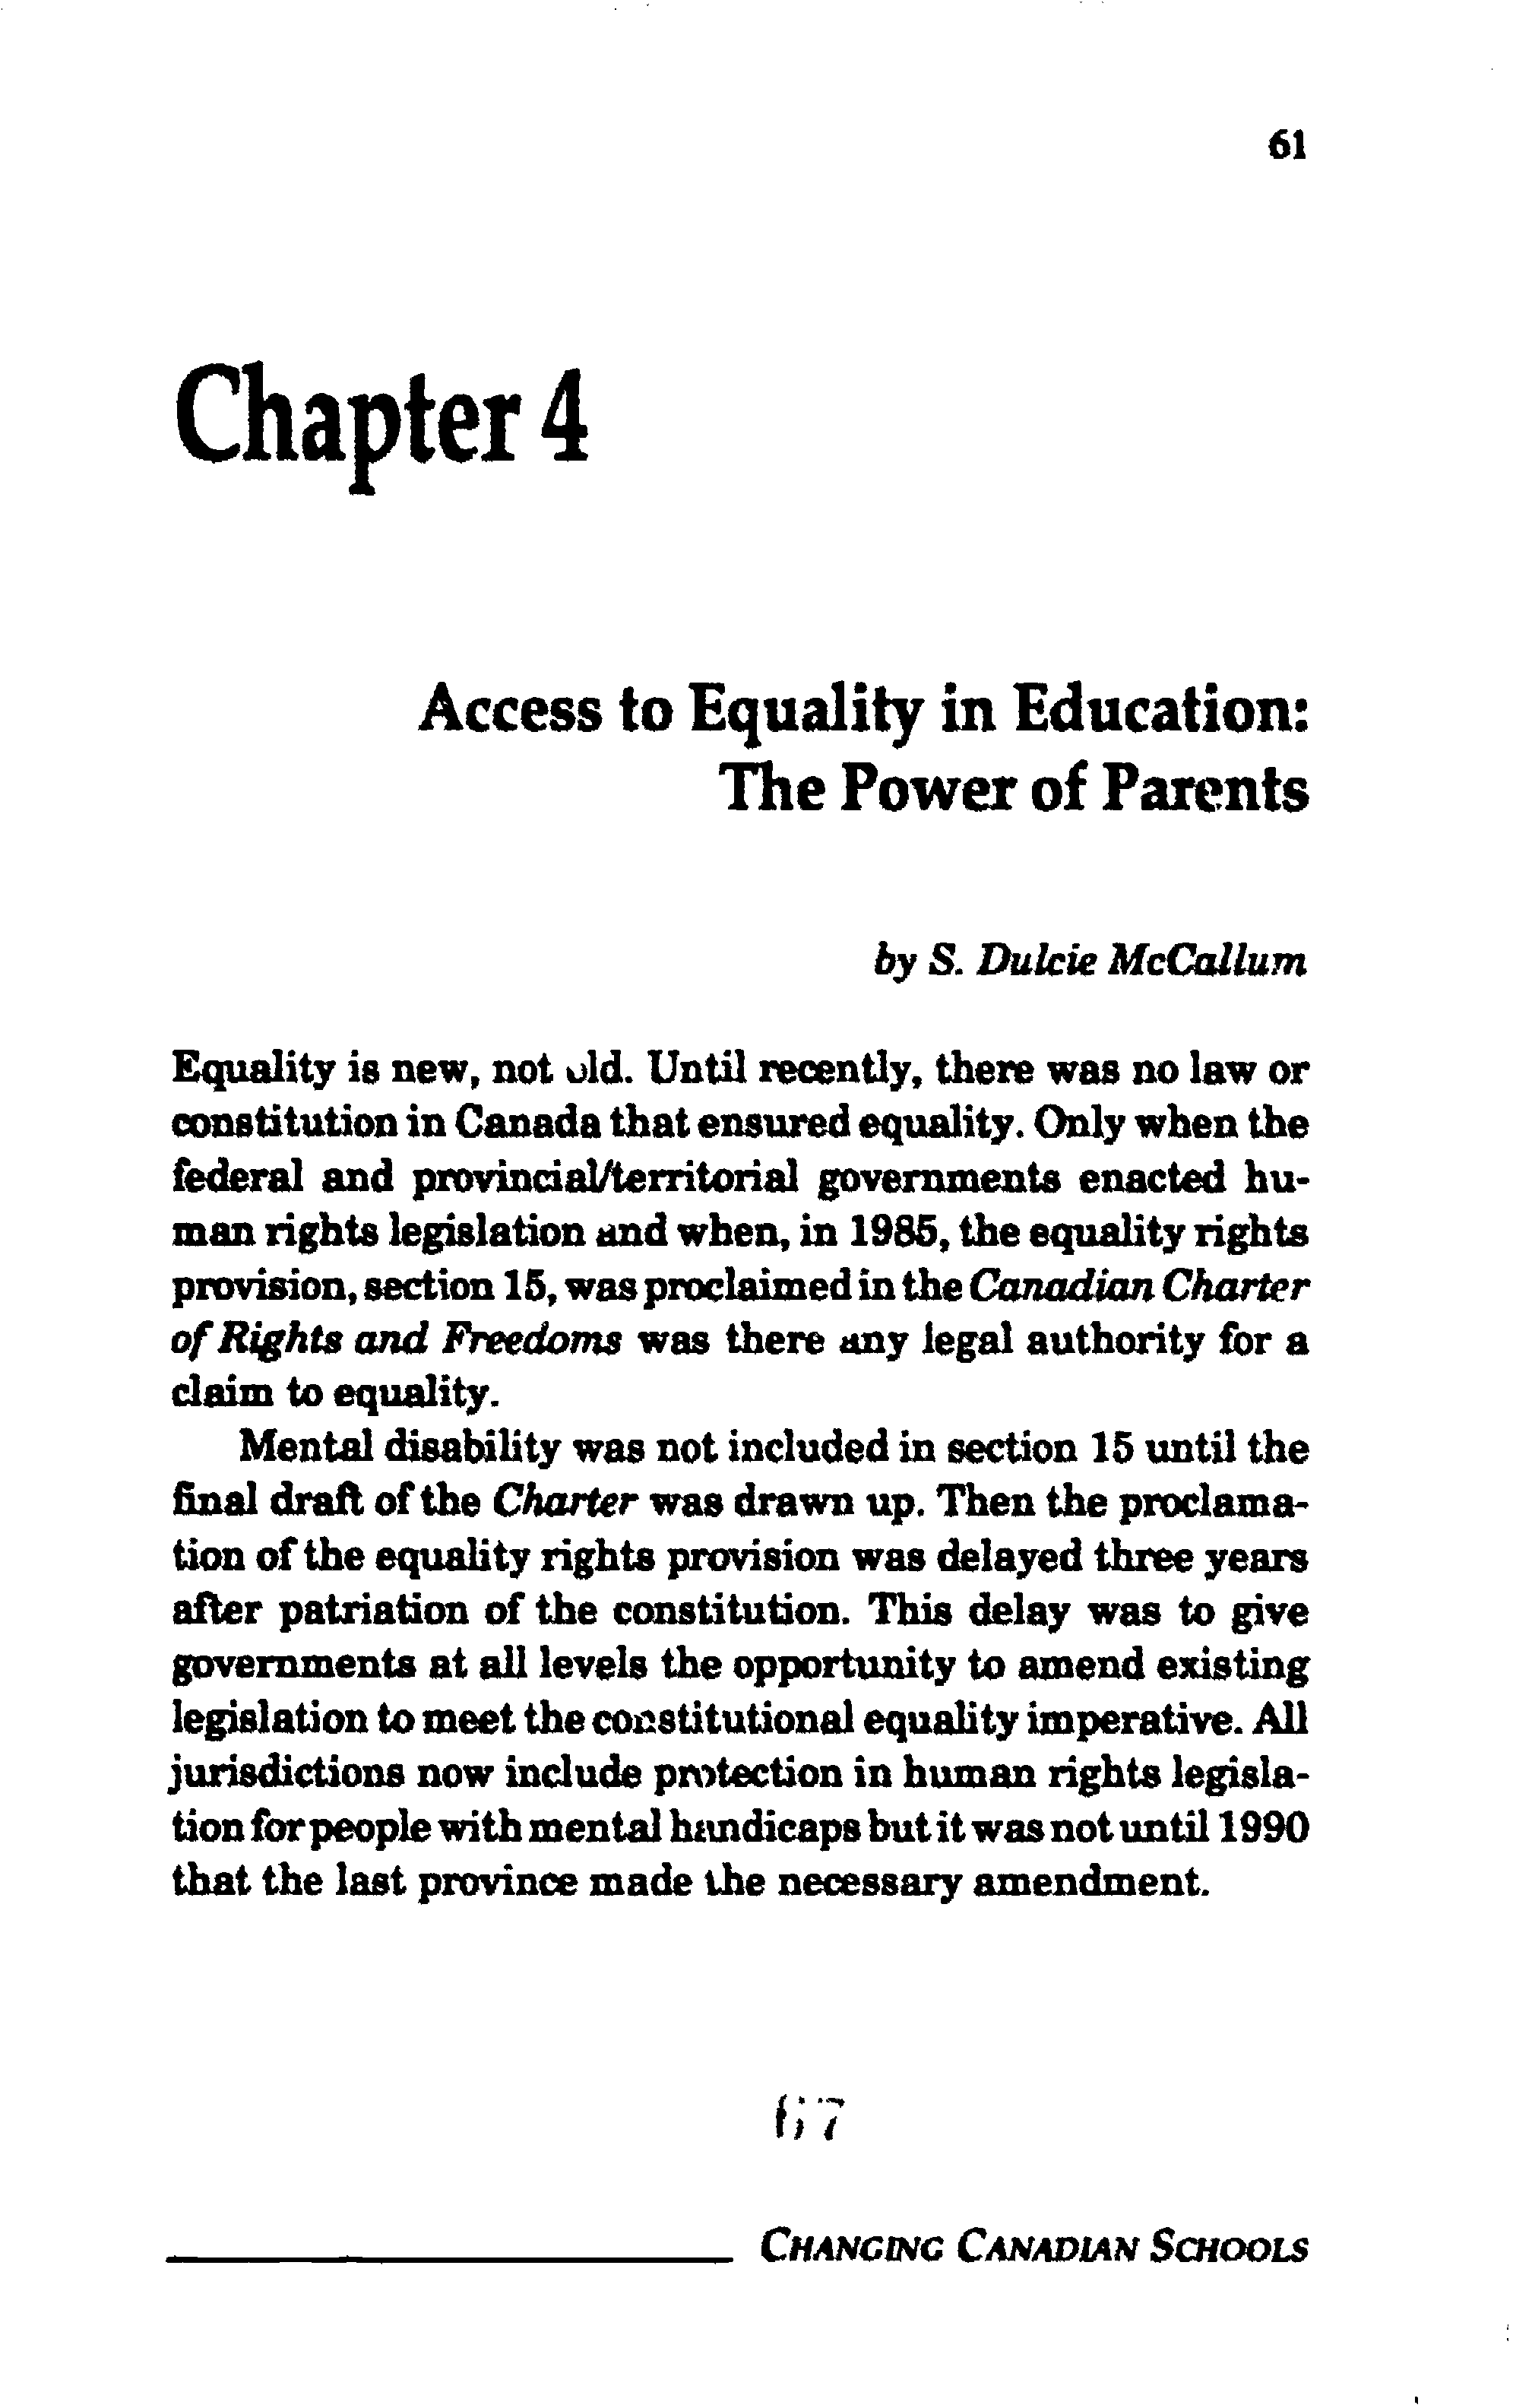 61
Chapter 4
Access to Equality in Education:
The Power of Parents
by S. Dulcie McCallum
Equality is new, not old. Until recently, there was no law or
constitution in Canada that ensured equality. Only when the
federal and provincial/territorial governments enacted hu-
man rights legislation and when, in 1985, the equality rights
provision, section 15, was proclaimed in the Canadian Charter
of Rights and Freedoms was there any legal authority for a
claim to equality.
Mental disability was not included in section 15 until the
final draft of the Charter was drawn up. Then the proclama-
tion of the equality rights provision was delayed three years
after patriation of the constitution. This delay was to give
governments at all levels the opportunity to amend existing
legislation to meet the constitutional equality imperative. All
jurisdictions now include protection in human rights legisla-
tion for people with mental handicaps but it was not until 1990
that the last province made the necessary amendment.
67
CHANGING CANADIAN SCHOOLS